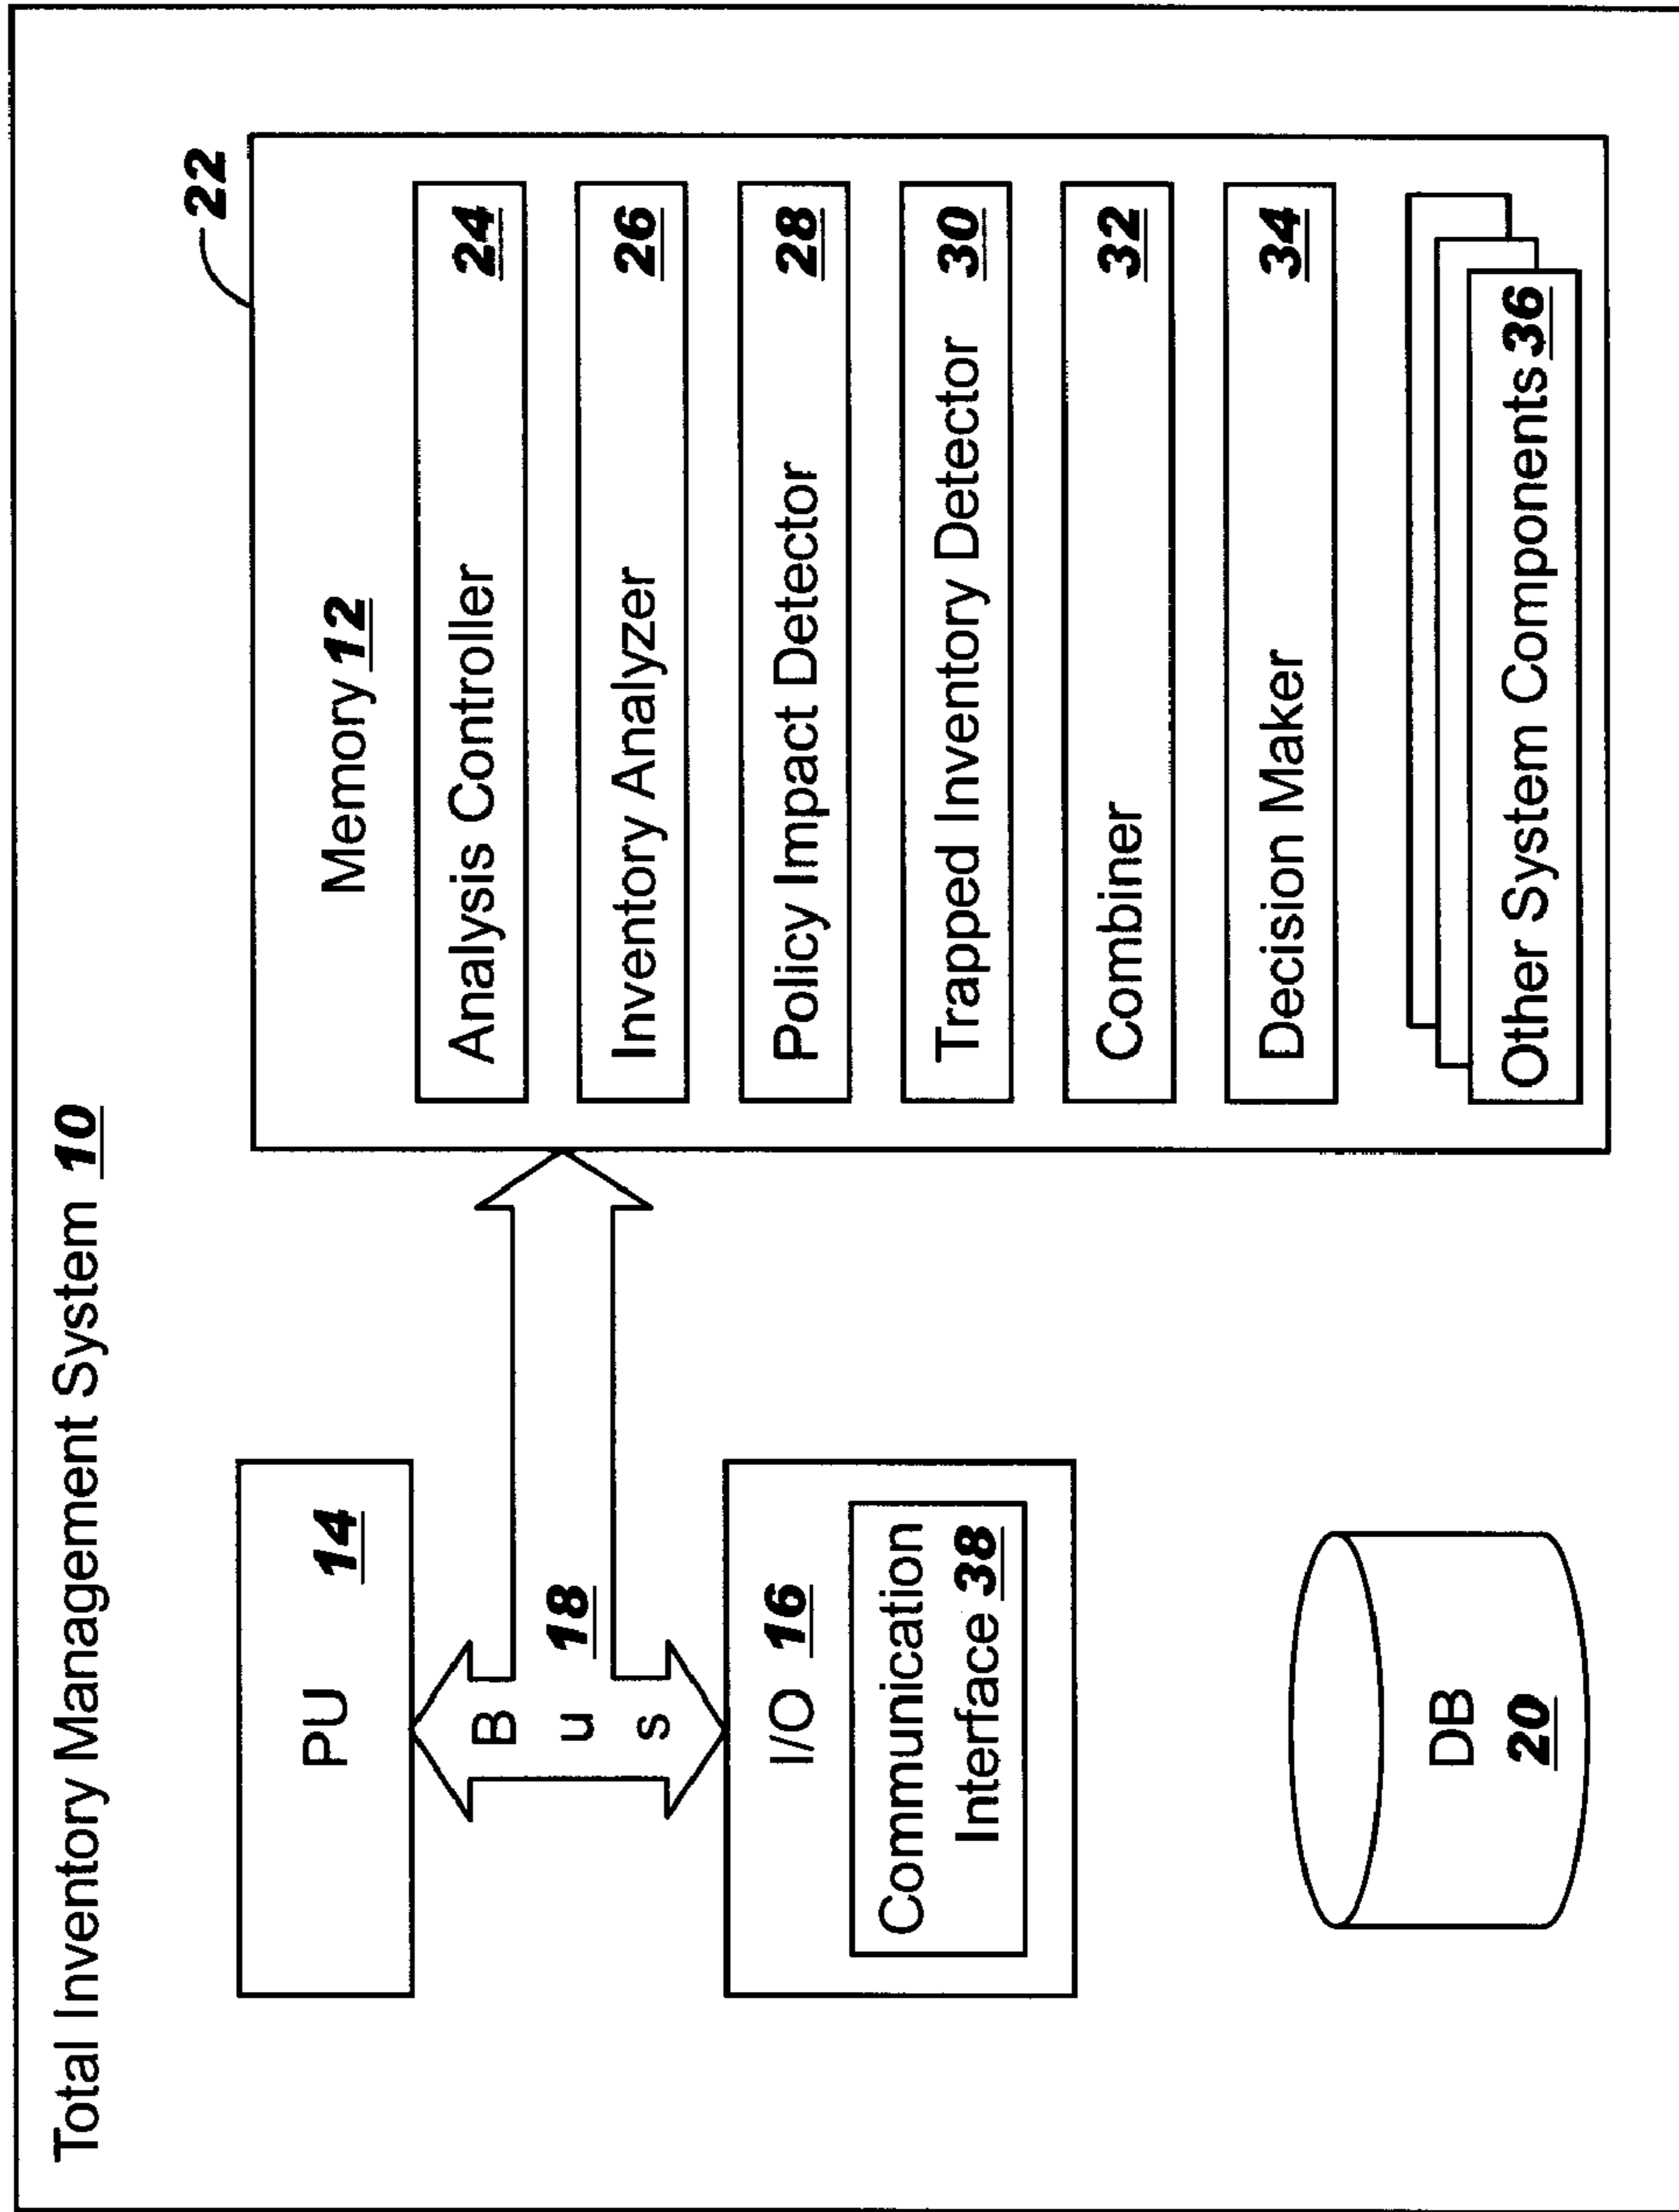 Total Inventory Management System 10
PU
14
B
u
s
18
I/O 16
Communication
Interface 38
DB
20
22
Memory 12
Analysis Controller 24
Inventory Analyzer 26
Policy Impact Detector 28
Trapped Inventory Detector 30
Combiner 32
Decision Maker 34
Other System Components 36